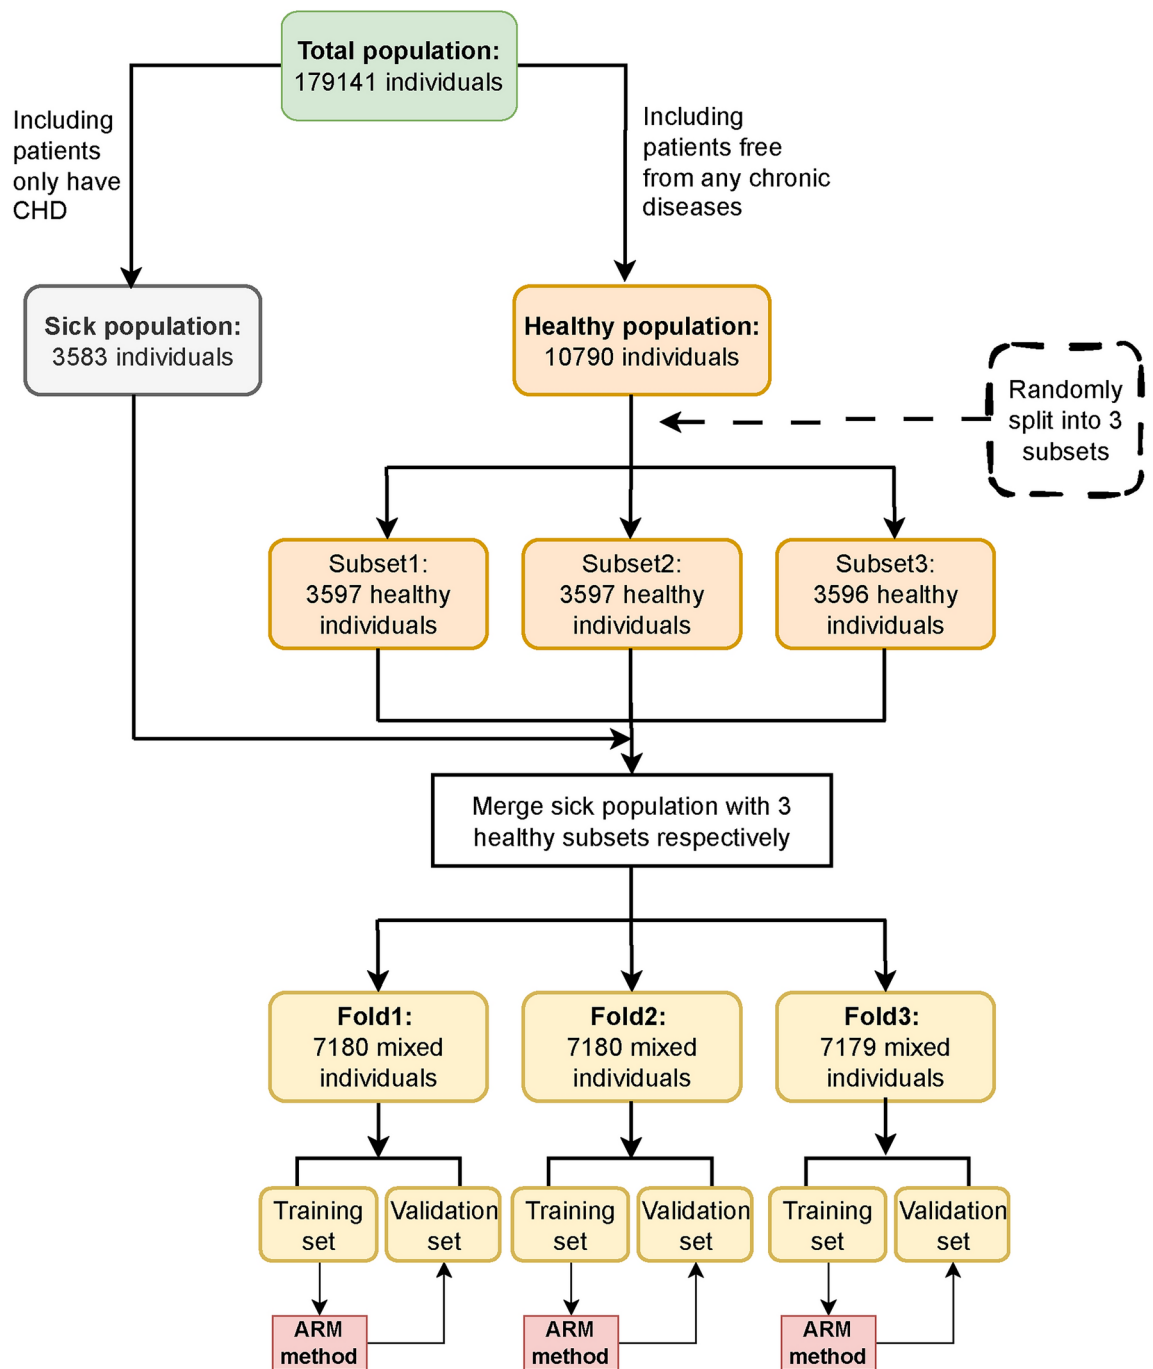 Total population:
179141 individuals
Including
patients
only have
CHD
Including
patients free
from any chronic
diseases
Sick population:
3583 individuals
Healthy population:
10790 individuals
Randomly
split into 3
subsets
Subset1:
3597 healthy
individuals
Subset2:
3597 healthy
individuals
Subset3:
3596 healthy
individuals
Merge sick population with 3
healthy subsets respectively
Fold1:
7180 mixed
individuals
Fold2:
7180 mixed
individuals
Fold3:
7179 mixed
individuals
Training
set
Validation
set
Training
set
Validation
set
Training
set
Validation
set
ARM
method
ARM
method
ARM
method